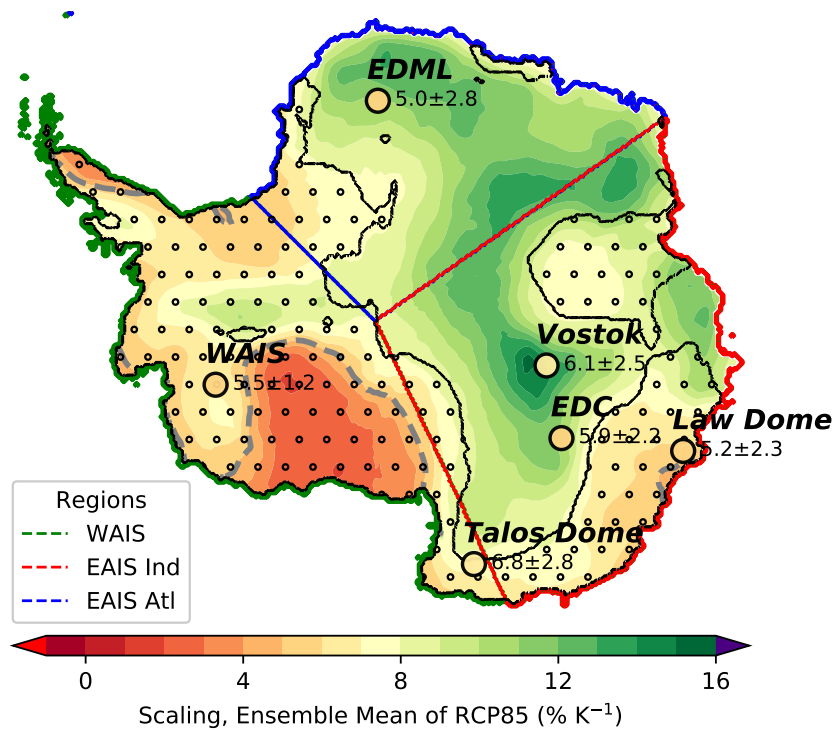 EDML
5.0±2.8
Vostok
6.1±2.5
WAIS
5.5±1.2
EDC
5.9±2.2
Law Dome
5.2±2.3
Talos Dome
6.8±2.8
Regions
WAIS
EAIS Ind
EAIS Atl
0 4 8 12 16
Scaling, Ensemble Mean of RCP85 (% K⁻¹)